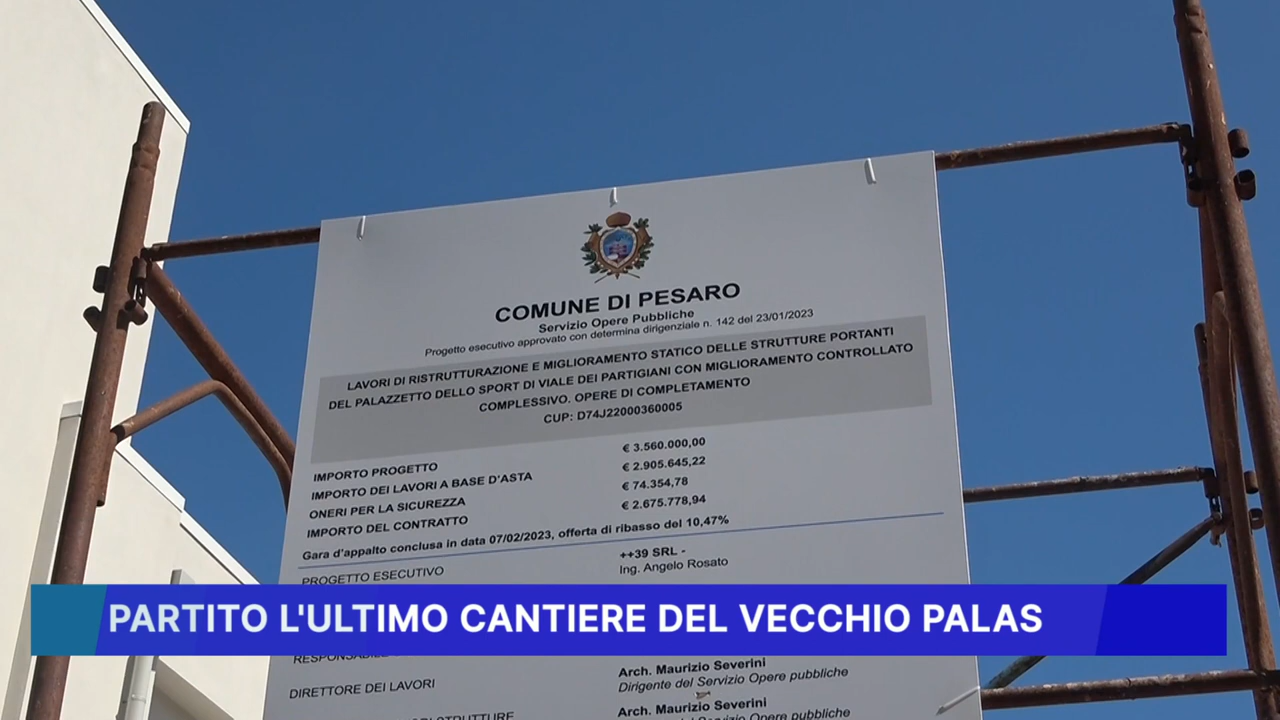 COMUNE DI PESARO
Servizio Opere Pubbliche
Progetto esecutivo approvato con determina dirigenziale n. 142 del 23/01/2023
LAVORI DI RISTRUTTURAZIONE E MIGLIORAMENTO STATICO DELLE STRUTTURE PORTANTI
DEL PALAZZETTO DELLO SPORT DI VIALE DEI PARTIGIANI CON MIGLIORAMENTO CONTROLLATO
COMPLESSIVO. OPERE DI COMPLETAMENTO
CUP: D74J22000360005
IMPORTO PROGETTO € 3.560.000,00
IMPORTO DEI LAVORI A BASE D'ASTA € 2.905.645,22
ONERI PER LA SICUREZZA € 74.354,78
IMPORTO DEL CONTRATTO € 2.675.778,94
Gara d'appalto conclusa in data 07/02/2023, offerta di ribasso del 10,47%
PROGETTO ESECUTIVO ++39 SRL -
Ing. Angelo Rosato
PARTITO L'ULTIMO CANTIERE DEL VECCHIO PALAS
Arch. Maurizio Severini
Dirigente del Servizio Opere pubbliche
DIRETTORE DEI LAVORI
Arch. Maurizio Severini
Servizio Opere pubbliche